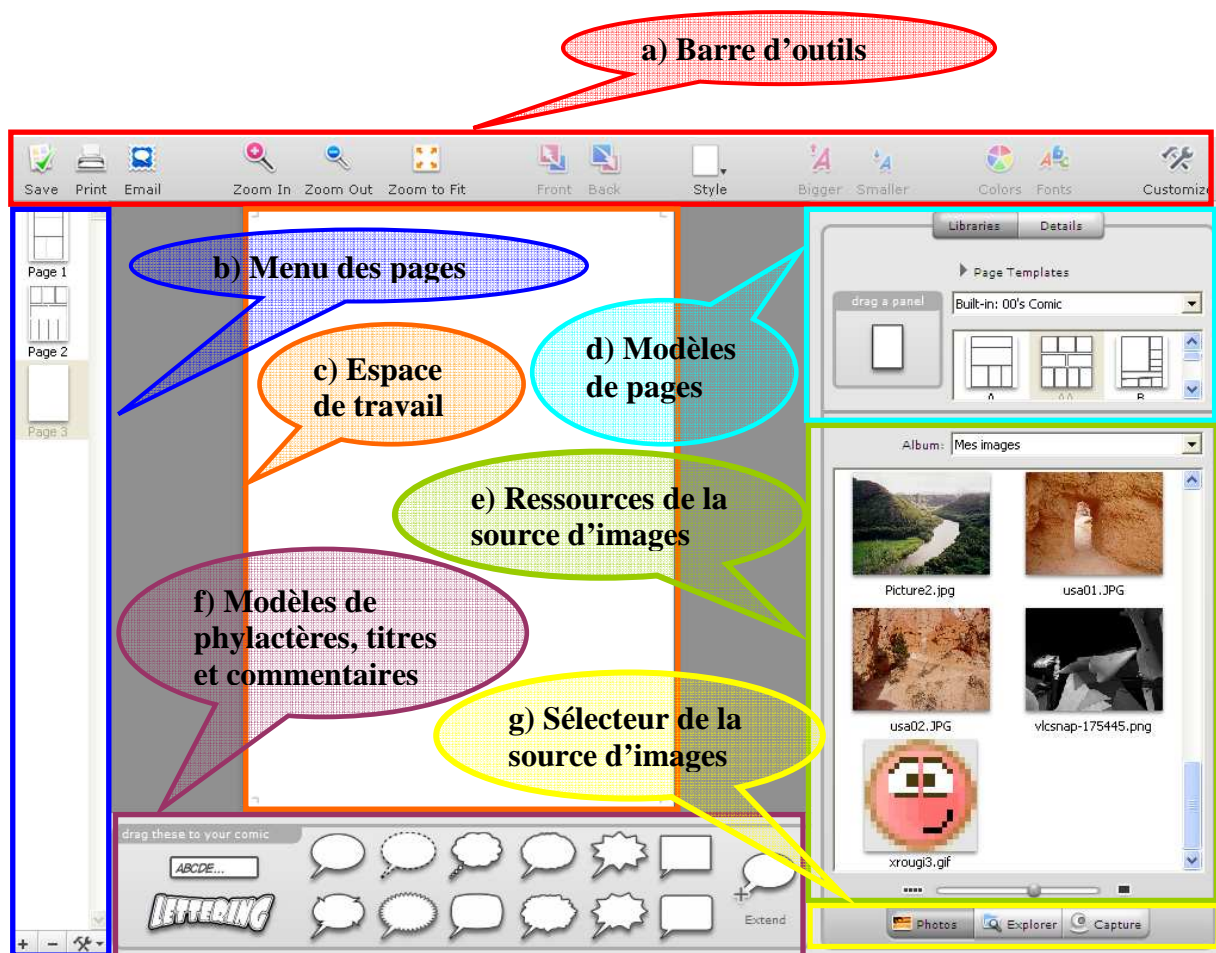 a) Barre d'outils
Save Print Email Zoom In Zoom Out Zoom to Fit Front Back Style Bigger Smaller Colors Fonts Customize
Page 1
Page 2
Page 3
b) Menu des pages
c) Espace
de travail
d) Modèles
de pages
Libraries Details
Page Templates
drag a panel
Built-in: 00's Comic
A AA B
Album: Mes images
e) Ressources de la
source d'images
Picture2.jpg usa01.JPG
usa02.JPG vlcsnap-175445.png
xrougi3.gif
f) Modèles de
phylactères, titres
et commentaires
g) Sélecteur de la
source d'images
drag these to your comic
ABCDE...
LETTERING
Extend
Photos Explorer Capture